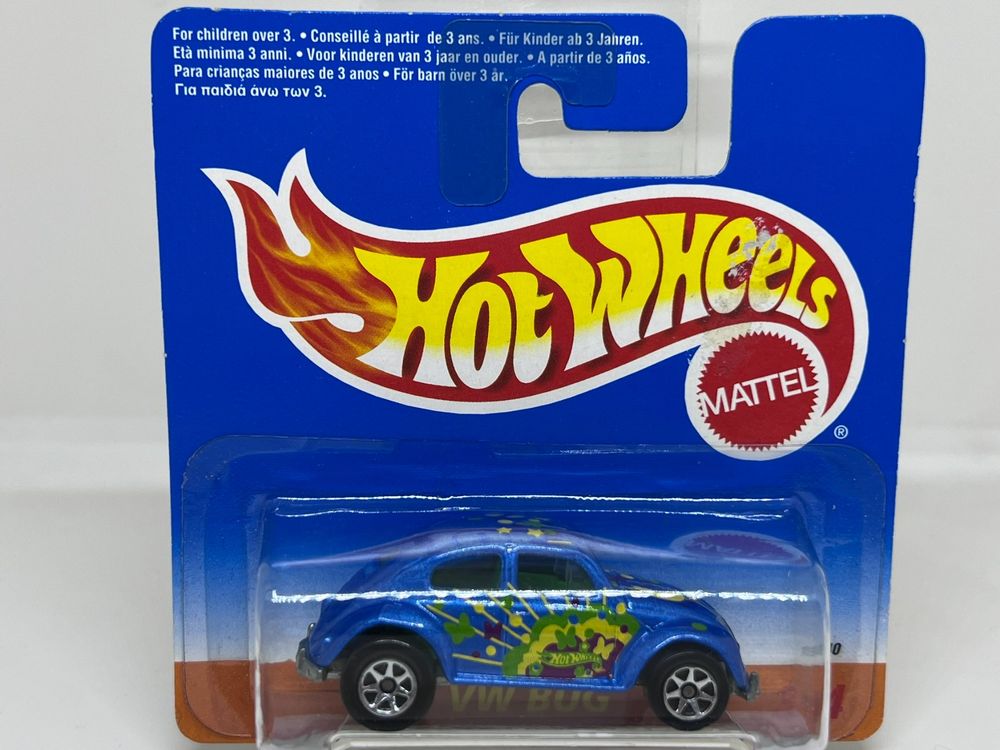 For children over 3. • Conseillé à partir de 3 ans. • Für Kinder ab 3 Jahren.
Età minima 3 anni. • Voor kinderen van 3 jaar en ouder. • A partir de 3 años.
Para crianças maiores de 3 anos • För barn över 3 år.
Για παιδιά άνω των 3.
HOT WHEELS
MATTEL
®
HOT WHEELS
VW BUG